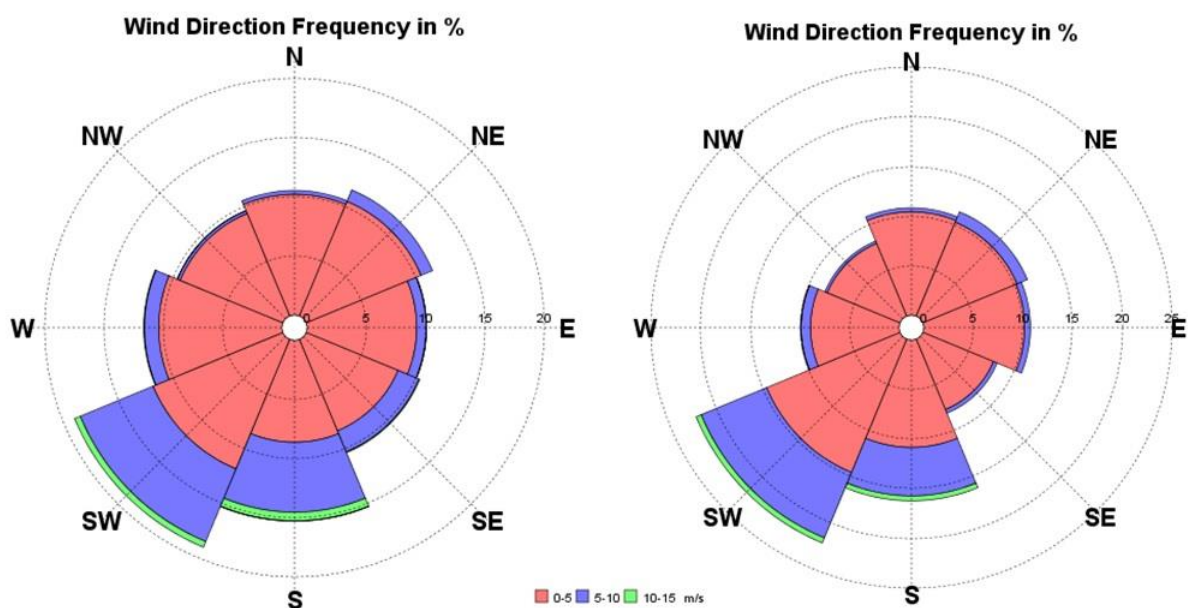 Wind Direction Frequency in %
N
NW
NE
W
0
5
10
15
20
E
SW
SE
S
Wind Direction Frequency in %
N
NW
NE
W
0
5
10
15
20
25
E
SW
SE
S
0-5 5-10 10-15 m/s